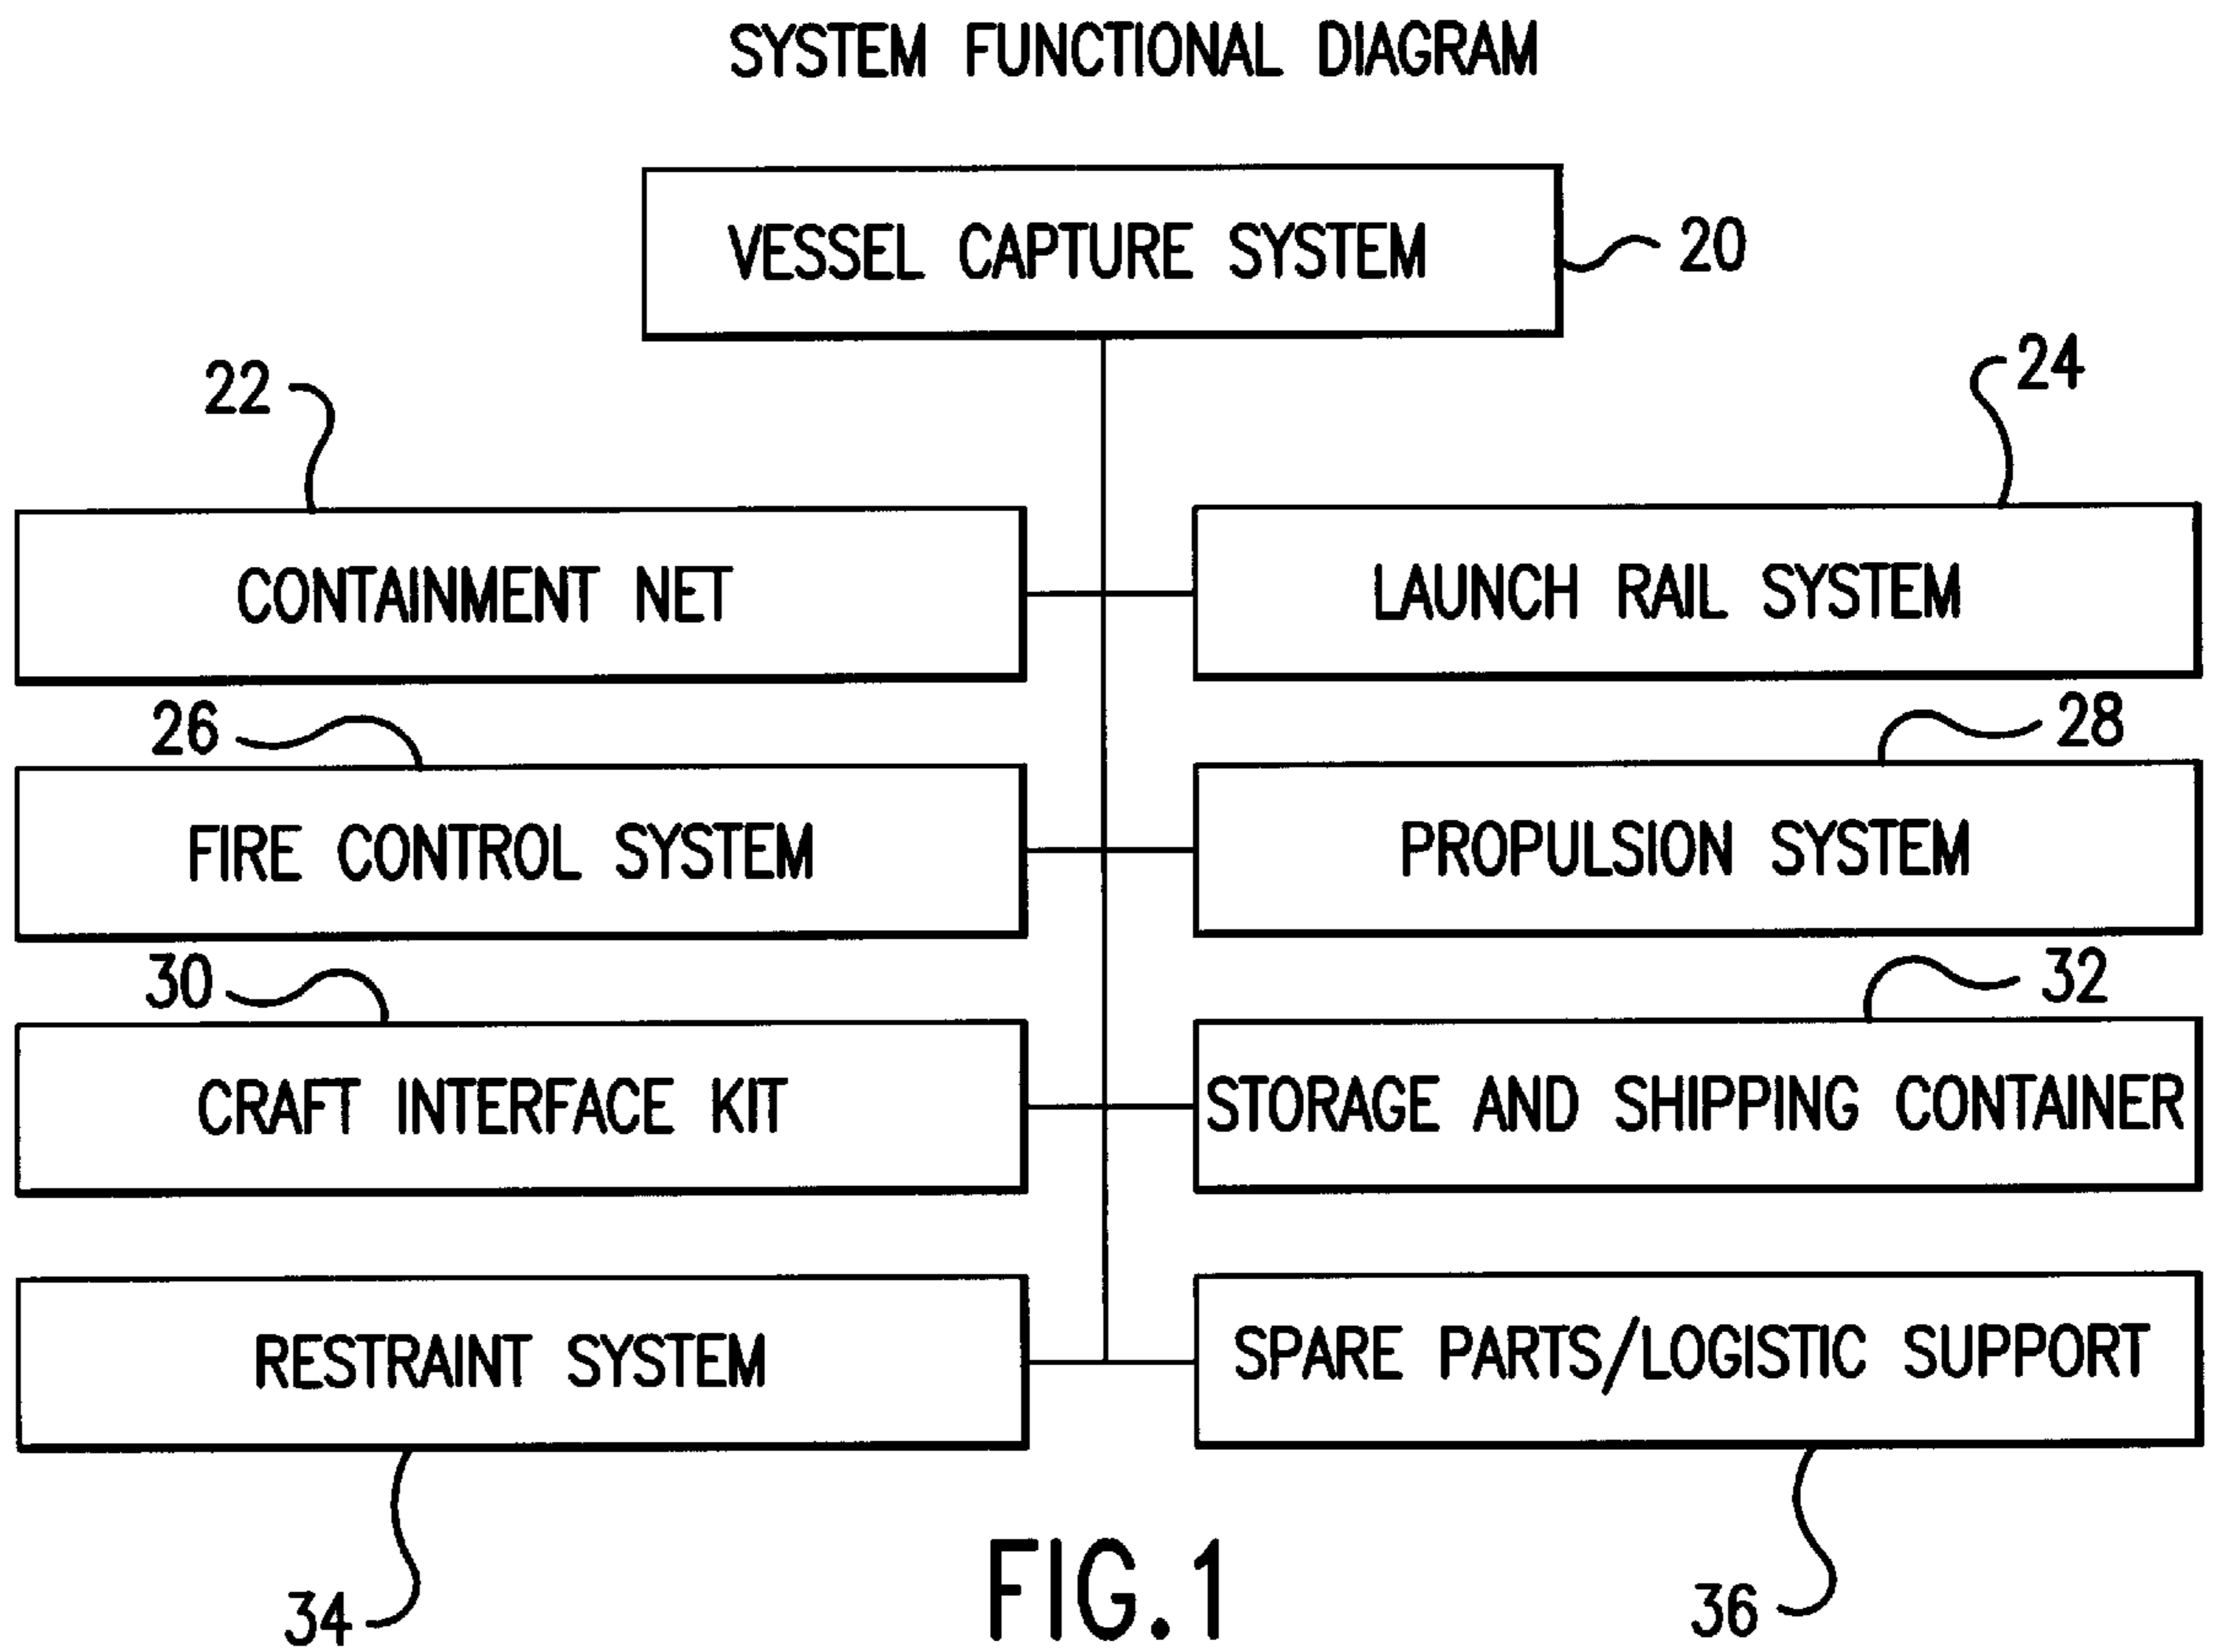 SYSTEM FUNCTIONAL DIAGRAM
VESSEL CAPTURE SYSTEM
20
22
24
CONTAINMENT NET
LAUNCH RAIL SYSTEM
26
28
FIRE CONTROL SYSTEM
PROPULSION SYSTEM
30
32
CRAFT INTERFACE KIT
STORAGE AND SHIPPING CONTAINER
RESTRAINT SYSTEM
SPARE PARTS/LOGISTIC SUPPORT
34
36
FIG.1